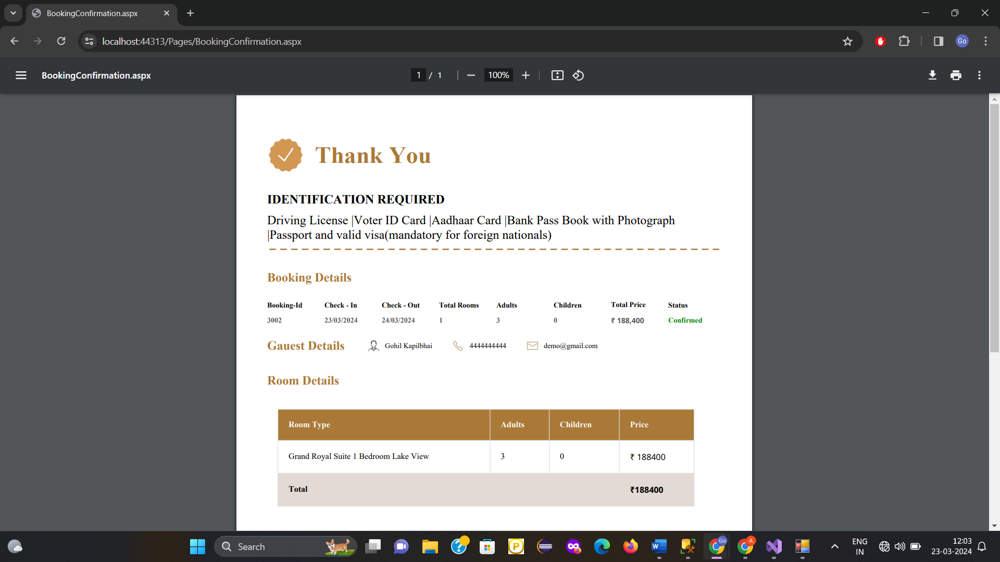 BookingConfirmation.aspx
localhost:44313/Pages/BookingConfirmation.aspx
Go
BookingConfirmation.aspx
1 / 1
100%
Thank You
IDENTIFICATION REQUIRED
Driving License |Voter ID Card |Aadhaar Card |Bank Pass Book with Photograph
|Passport and valid visa(mandatory for foreign nationals)
Booking Details
Booking-Id Check - In Check - Out Total Rooms Adults Children Total Price Status
3002 23/03/2024 24/03/2024 1 3 0 ₹ 188,400 Confirmed
Gauest Details Gohil Kapilbhai 4444444444 demo@gmail.com
Room Details
Room Type Adults Children Price
Grand Royal Suite 1 Bedroom Lake View 3 0 ₹ 188400
Total ₹188400
Search
Go
A
ENG
IN
12:03
23-03-2024